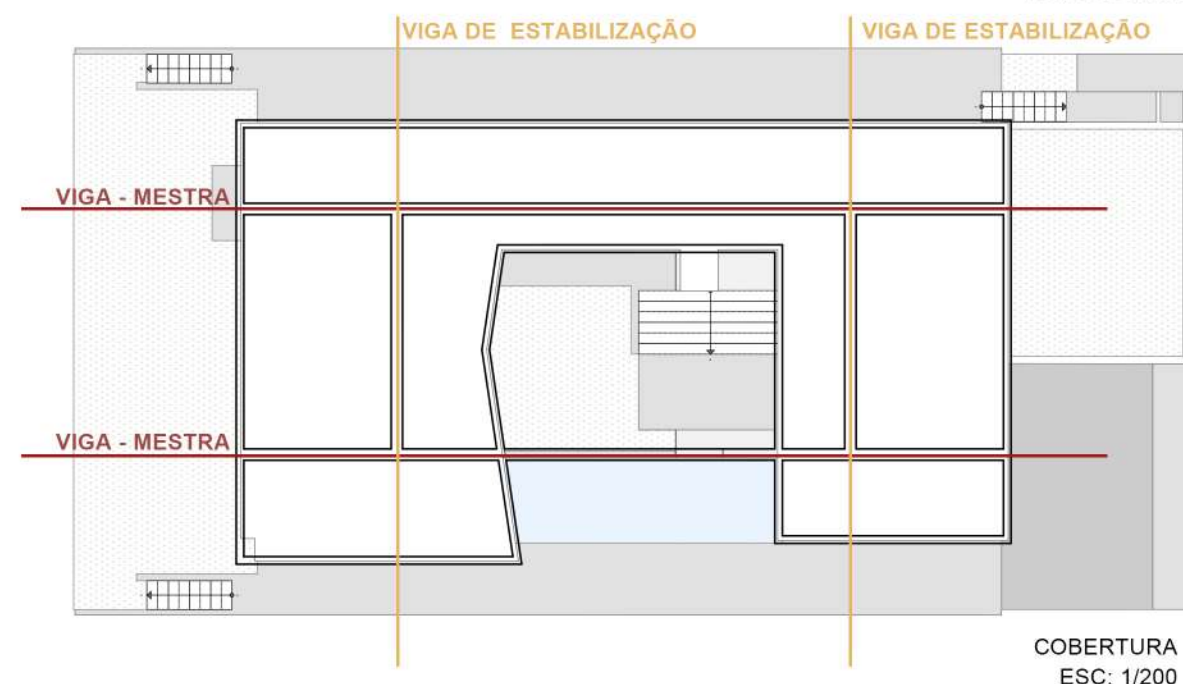 VIGA DE ESTABILIZAÇÃO
VIGA DE ESTABILIZAÇÃO
VIGA - MESTRA
VIGA - MESTRA
COBERTURA
ESC: 1/200